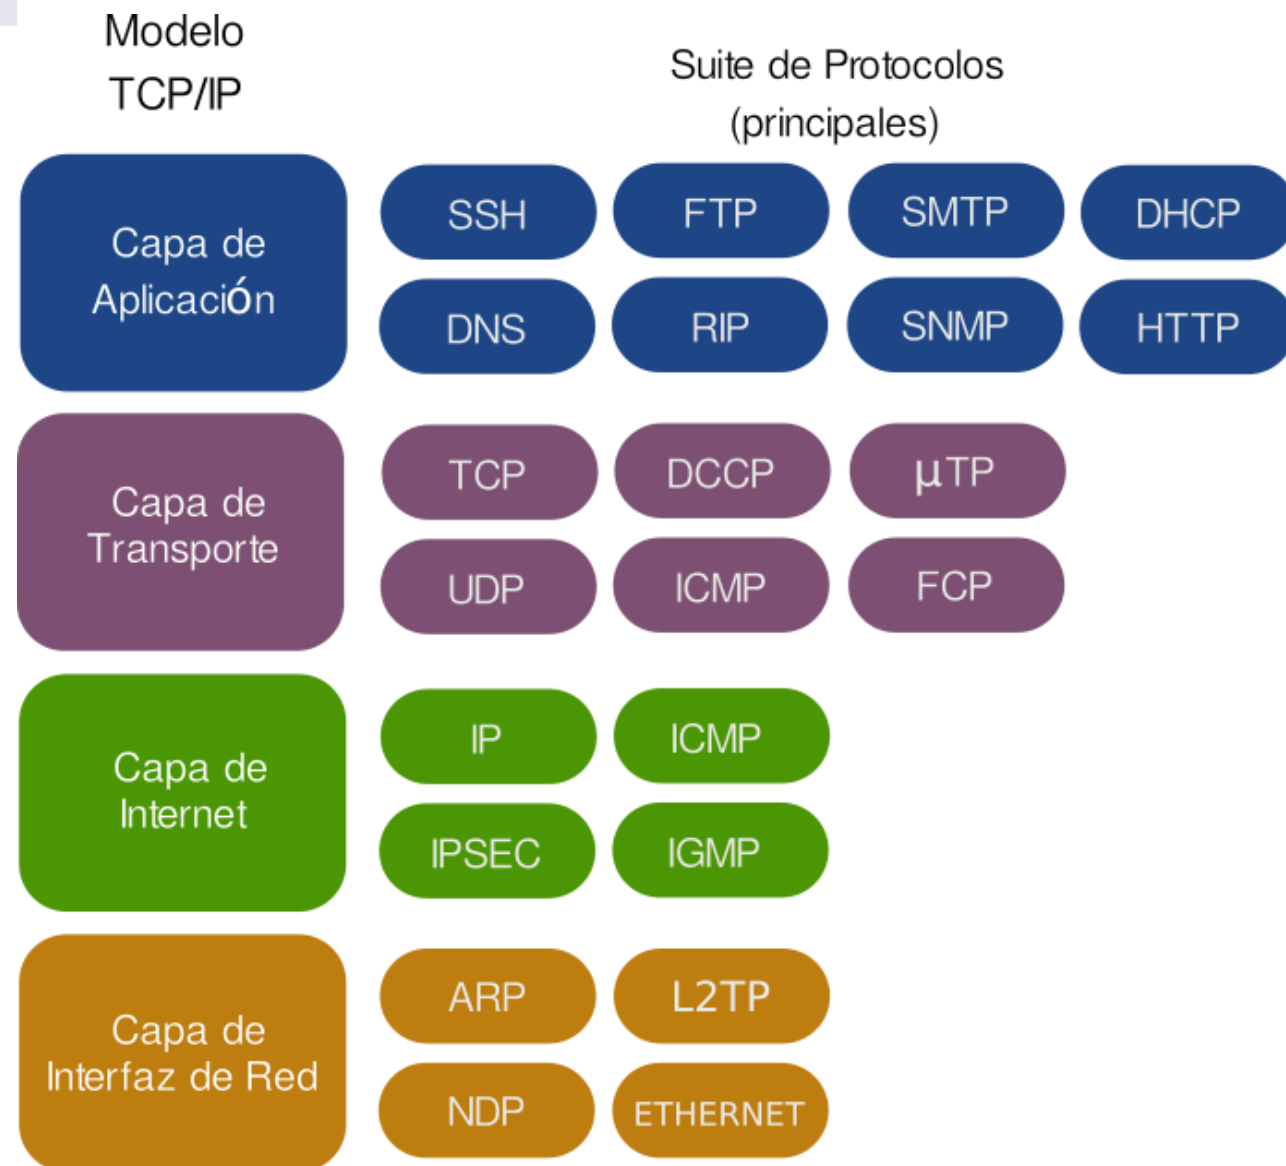 Modelo
TCP/IP
Suite de Protocolos
(principales)
Capa de
Aplicación
SSH
FTP
SMTP
DHCP
DNS
RIP
SNMP
HTTP
Capa de
Transporte
TCP
DCCP
µTP
UDP
ICMP
FCP
Capa de
Internet
IP
ICMP
IPSEC
IGMP
Capa de
Interfaz de Red
ARP
L2TP
NDP
ETHERNET